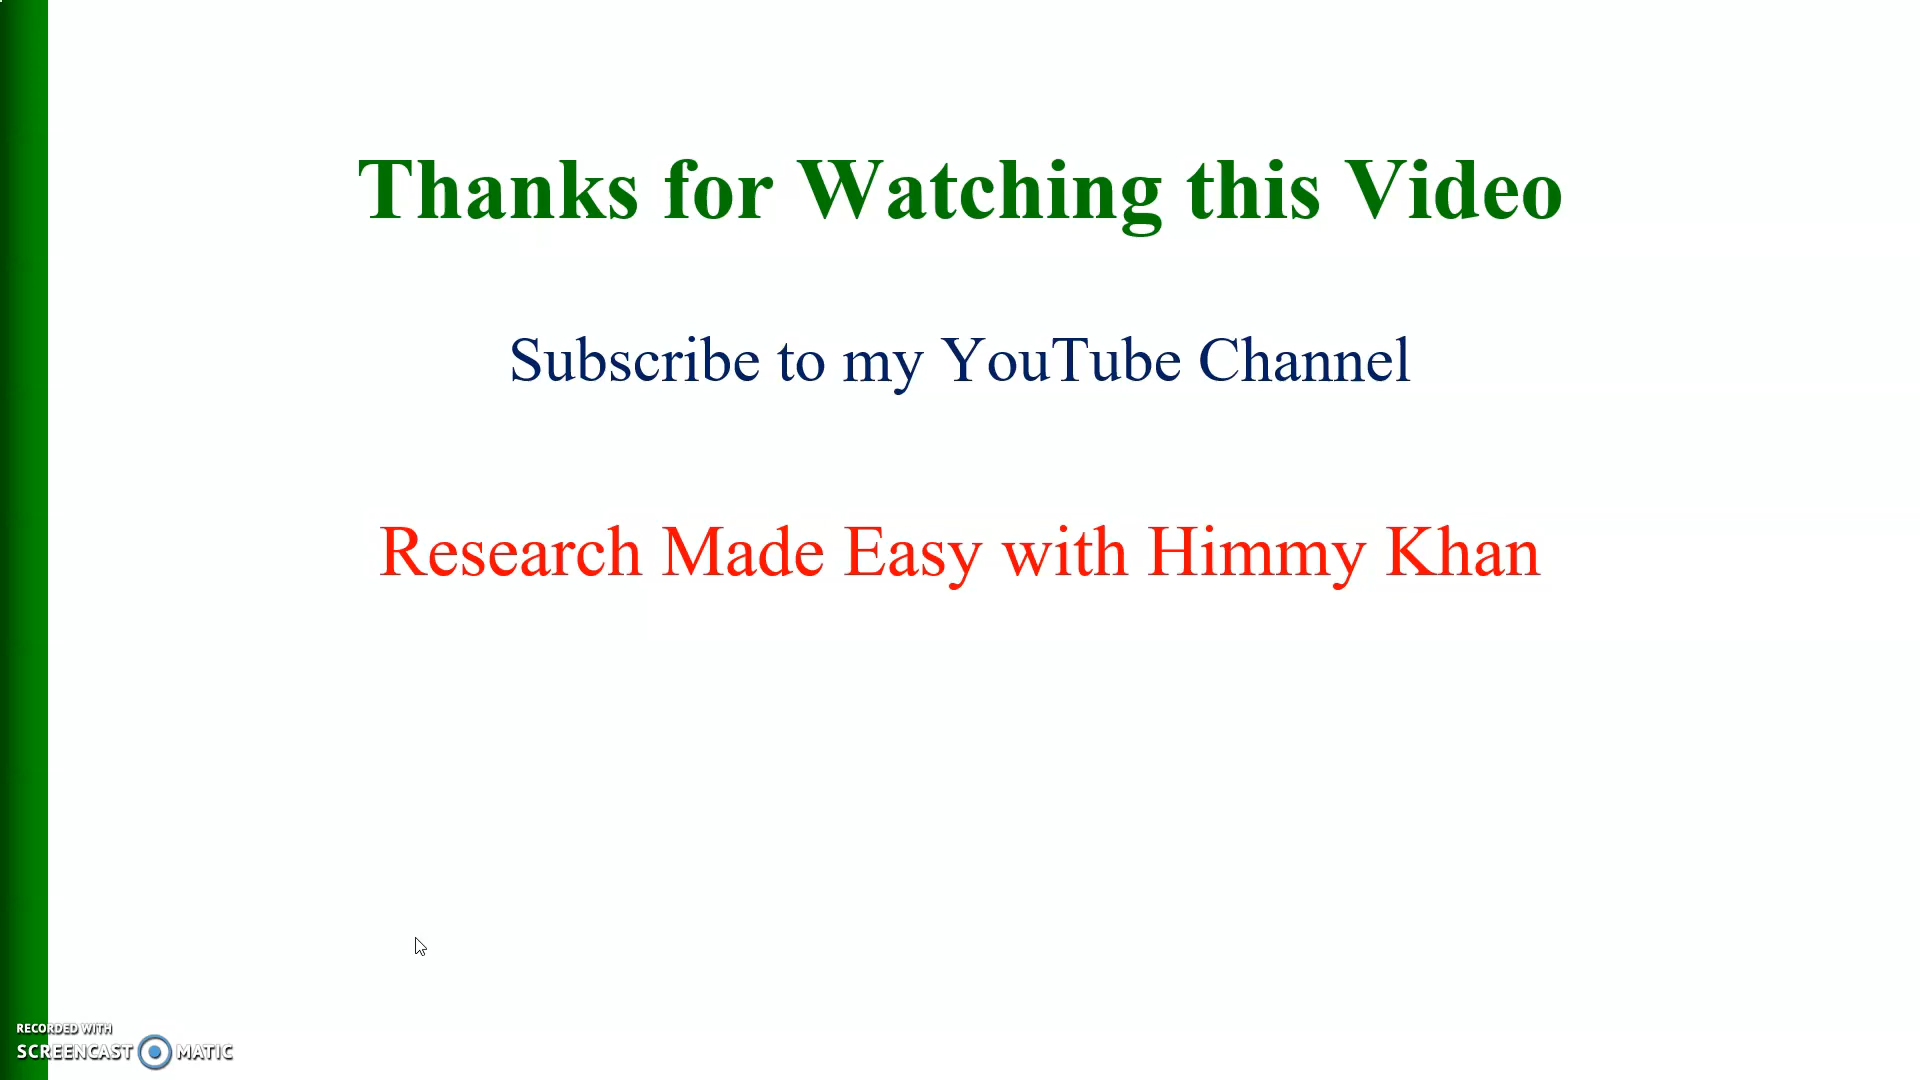 Thanks for Watching this Video
Subscribe to my YouTube Channel
Research Made Easy with Himmy Khan
RECORDED WITH
SCREENCAST MATIC